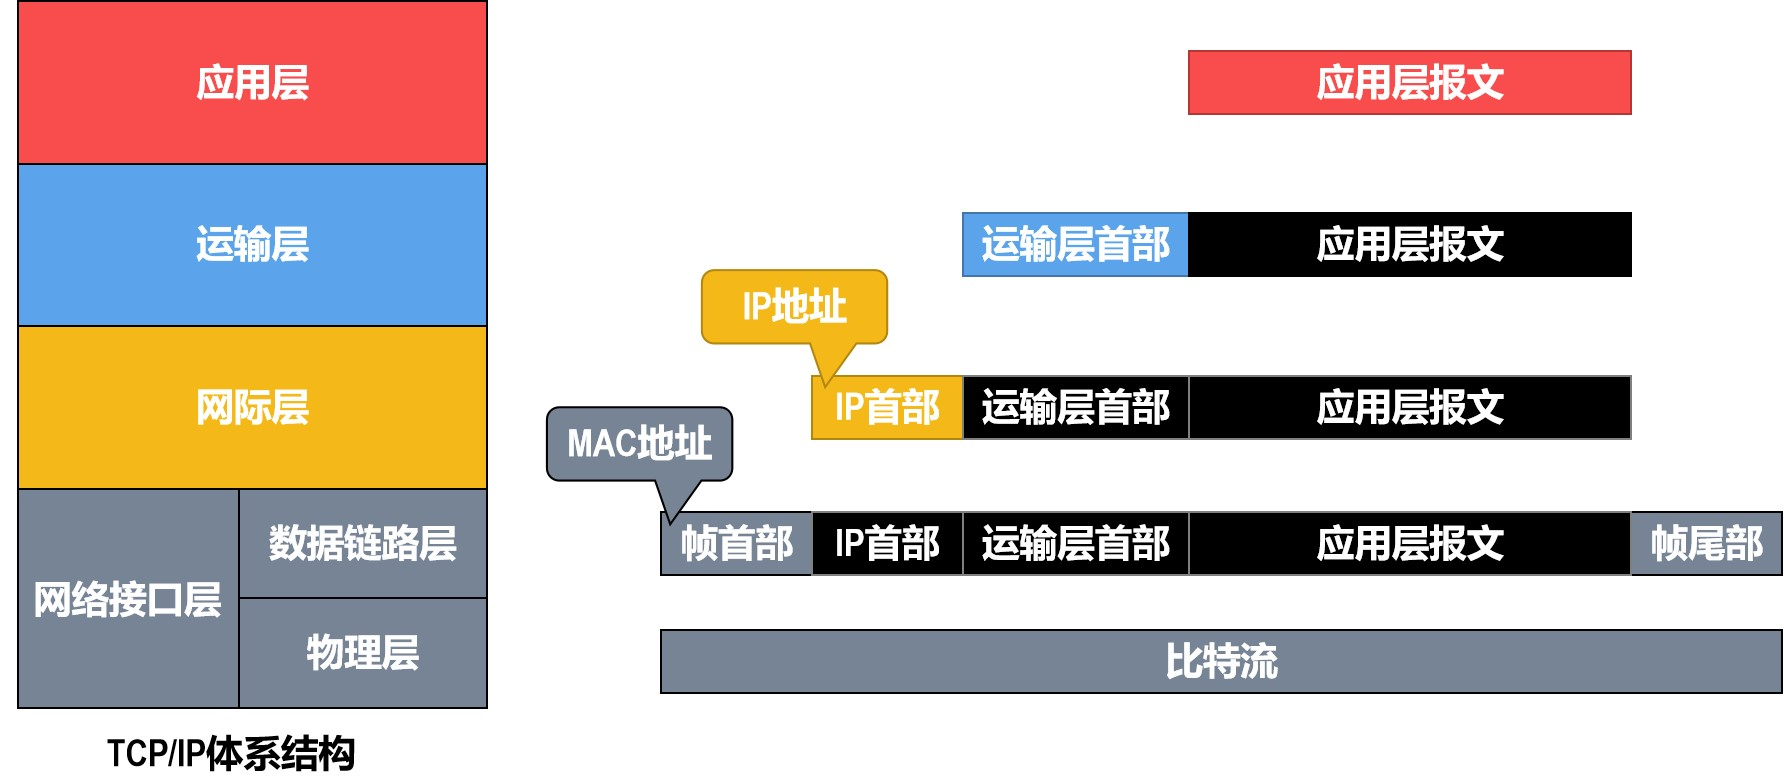 应用层
应用层报文
运输层
运输层首部 应用层报文
IP地址
网际层
IP首部 运输层首部 应用层报文
MAC地址
数据链路层
帧首部 IP首部 运输层首部 应用层报文 帧尾部
网络接口层
物理层
比特流
TCP/IP体系结构